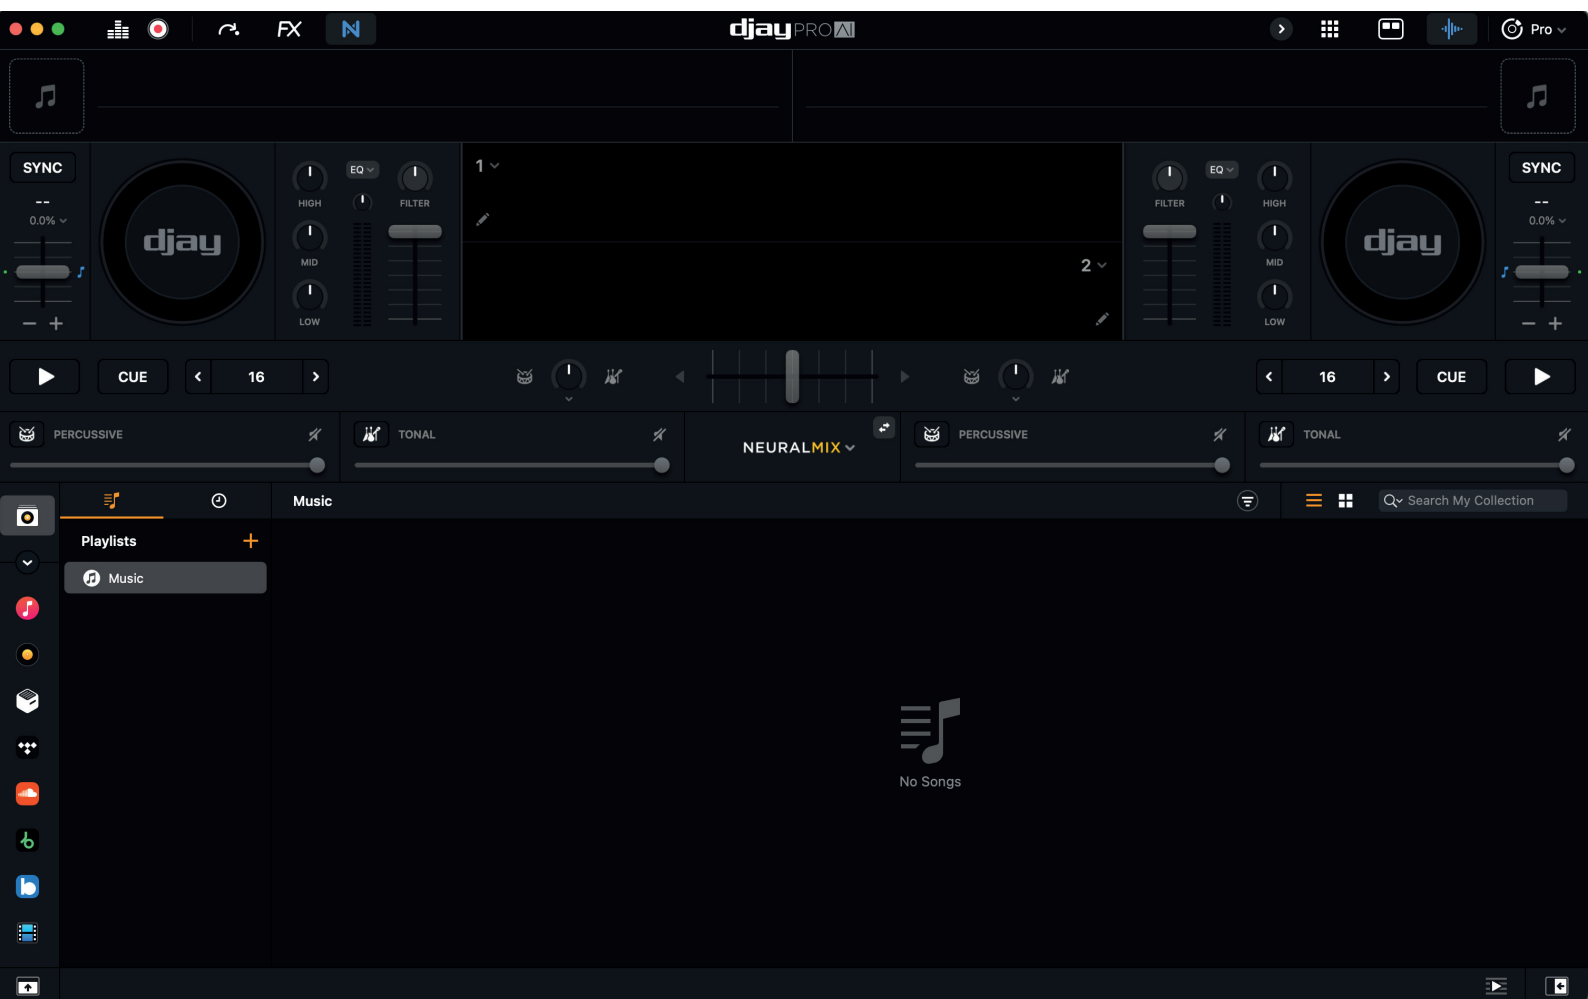 FX
djay PRO AI
Pro
SYNC
--
0.0%
djay
HIGH
EQ
FILTER
MID
LOW
1
2
FILTER
EQ
HIGH
MID
LOW
djay
SYNC
--
0.0%
CUE
16
16
CUE
PERCUSSIVE
TONAL
NEURALMIX
PERCUSSIVE
TONAL
Music
Search My Collection
Playlists
Music
No Songs